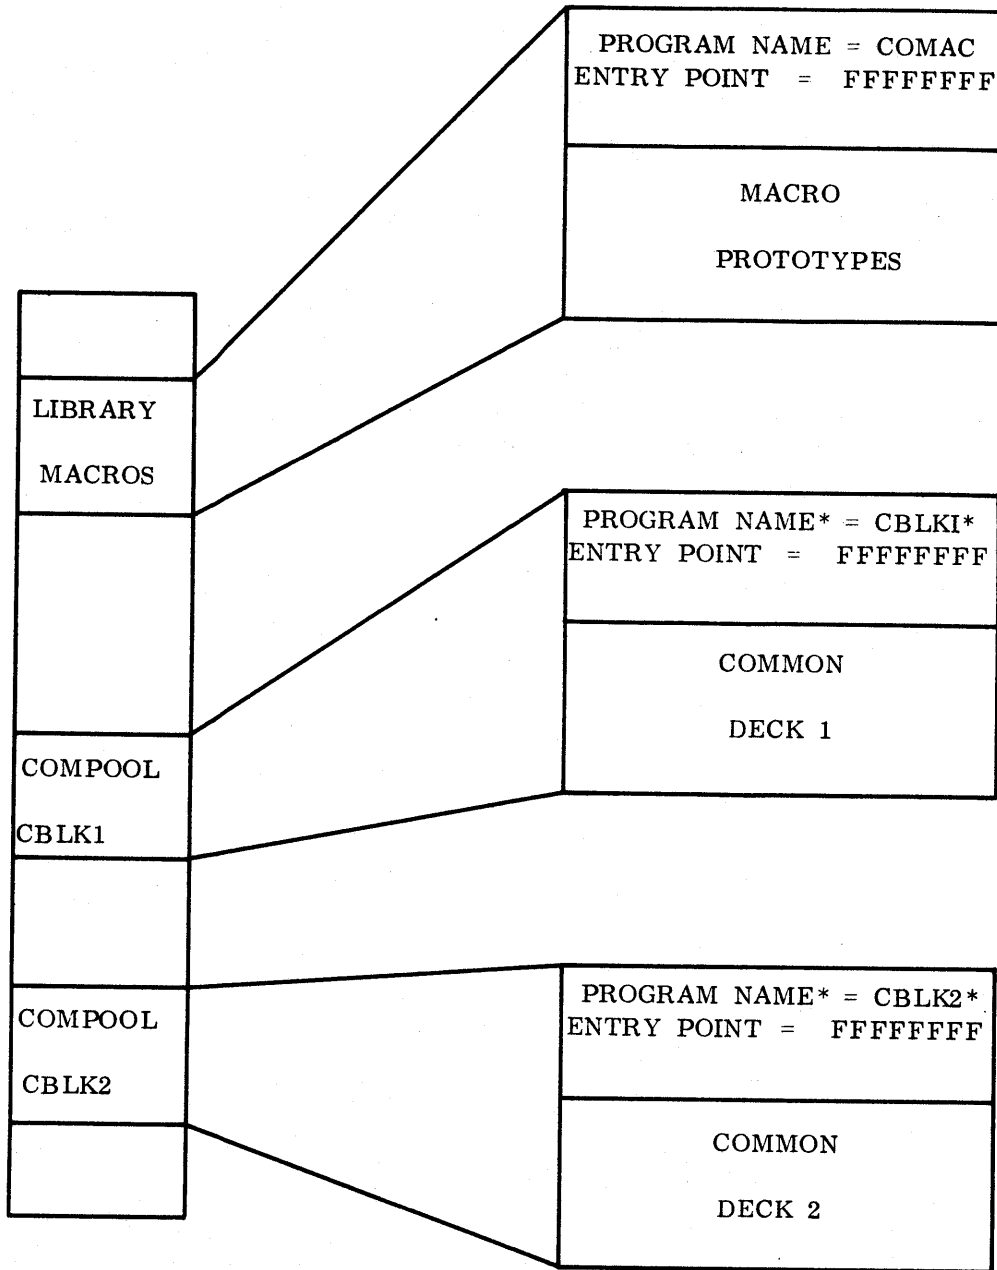 PROGRAM NAME = COMAC
ENTRY POINT = FFFFFFFF
MACRO
PROTOTYPES
LIBRARY
MACROS
PROGRAM NAME* = CBLKI*
ENTRY POINT = FFFFFFFF
COMMON
DECK 1
COMPOOL
CBLK1
PROGRAM NAME* = CBLK2*
ENTRY POINT = FFFFFFFF
COMMON
DECK 2
COMPOOL
CBLK2